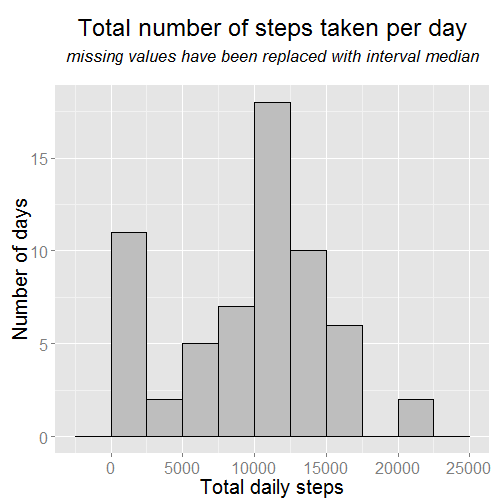 Total number of steps taken per day
missing values have been replaced with interval median
Number of days
15
10
5
0
0 5000 10000 15000 20000 25000
Total daily steps